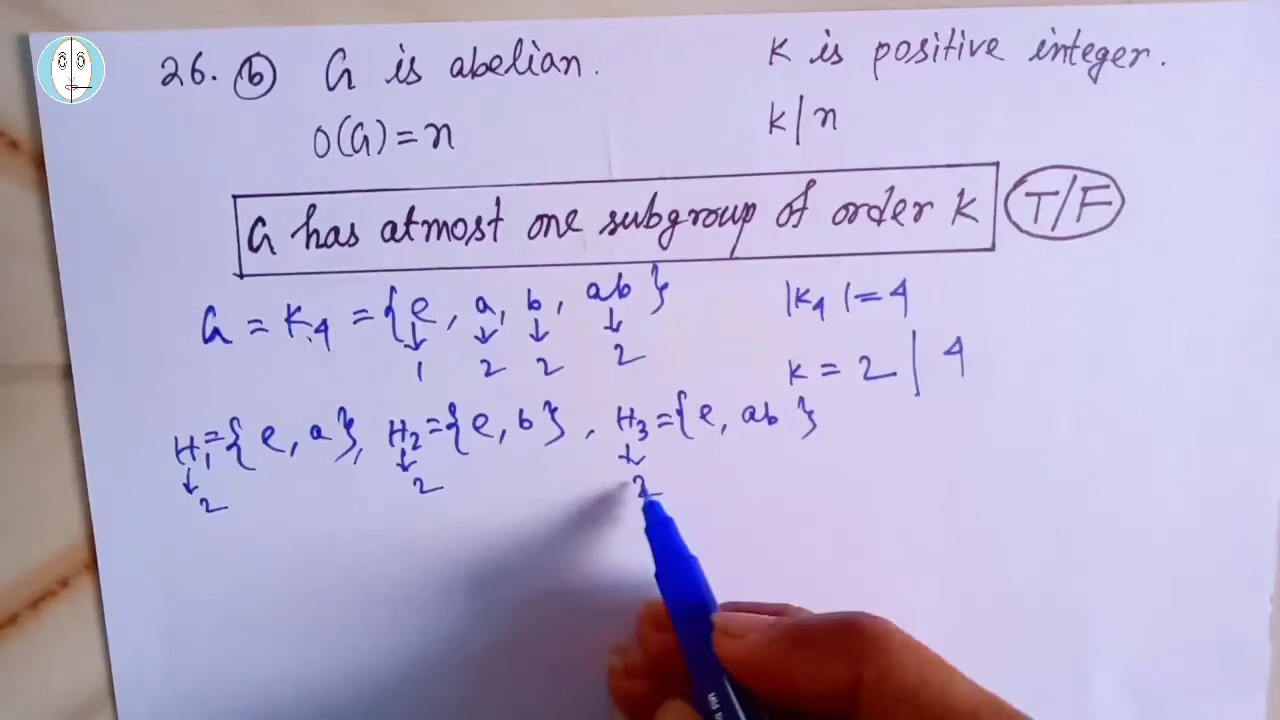 26. (b) G is abelian. K is positive integer.
O(G) = n K | n
G has atmost one subgroup of order K (T/F)
G = K4 = {e, a, b, ab} |K4| = 4
↓ ↓ ↓ ↓
1 2 2 2 K = 2 | 4
H1 = {e, a}, H2 = {e, b}, H3 = {e, ab}
↓ ↓ ↓
2 2 2